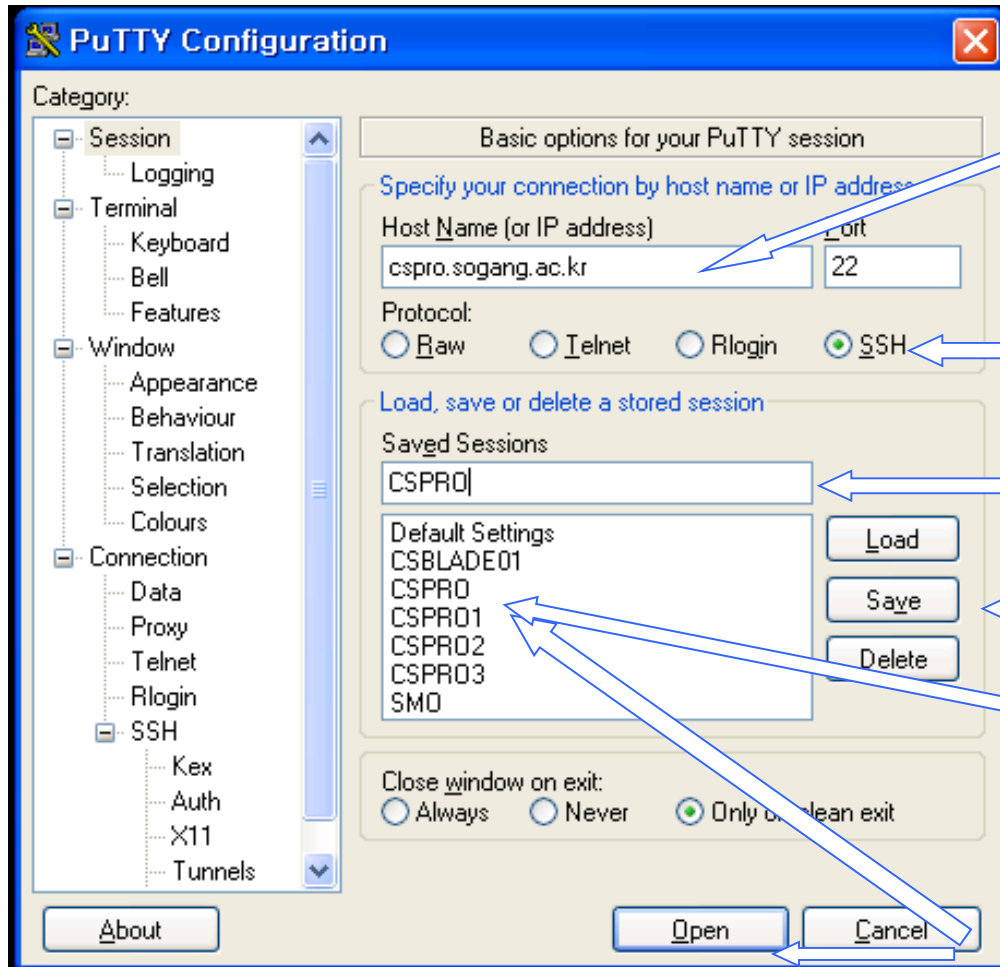 PuTTY Configuration
Category:
Session
Logging
Terminal
Keyboard
Bell
Features
Window
Appearance
Behaviour
Translation
Selection
Colours
Connection
Data
Proxy
Telnet
Rlogin
SSH
Kex
Auth
X11
Tunnels
Basic options for your PuTTY session
Specify your connection by host name or IP address
Host Name (or IP address)
Port
cspro.sogang.ac.kr
22
Protocol:
Raw Telnet Rlogin SSH
Load, save or delete a stored session
Saved Sessions
CSPRO
Default Settings
CSBLADE01
CSPRO
CSPRO1
CSPRO2
CSPRO3
SMO
Load
Save
Delete
Close window on exit:
Always Never Only on clean exit
About
Open
Cancel